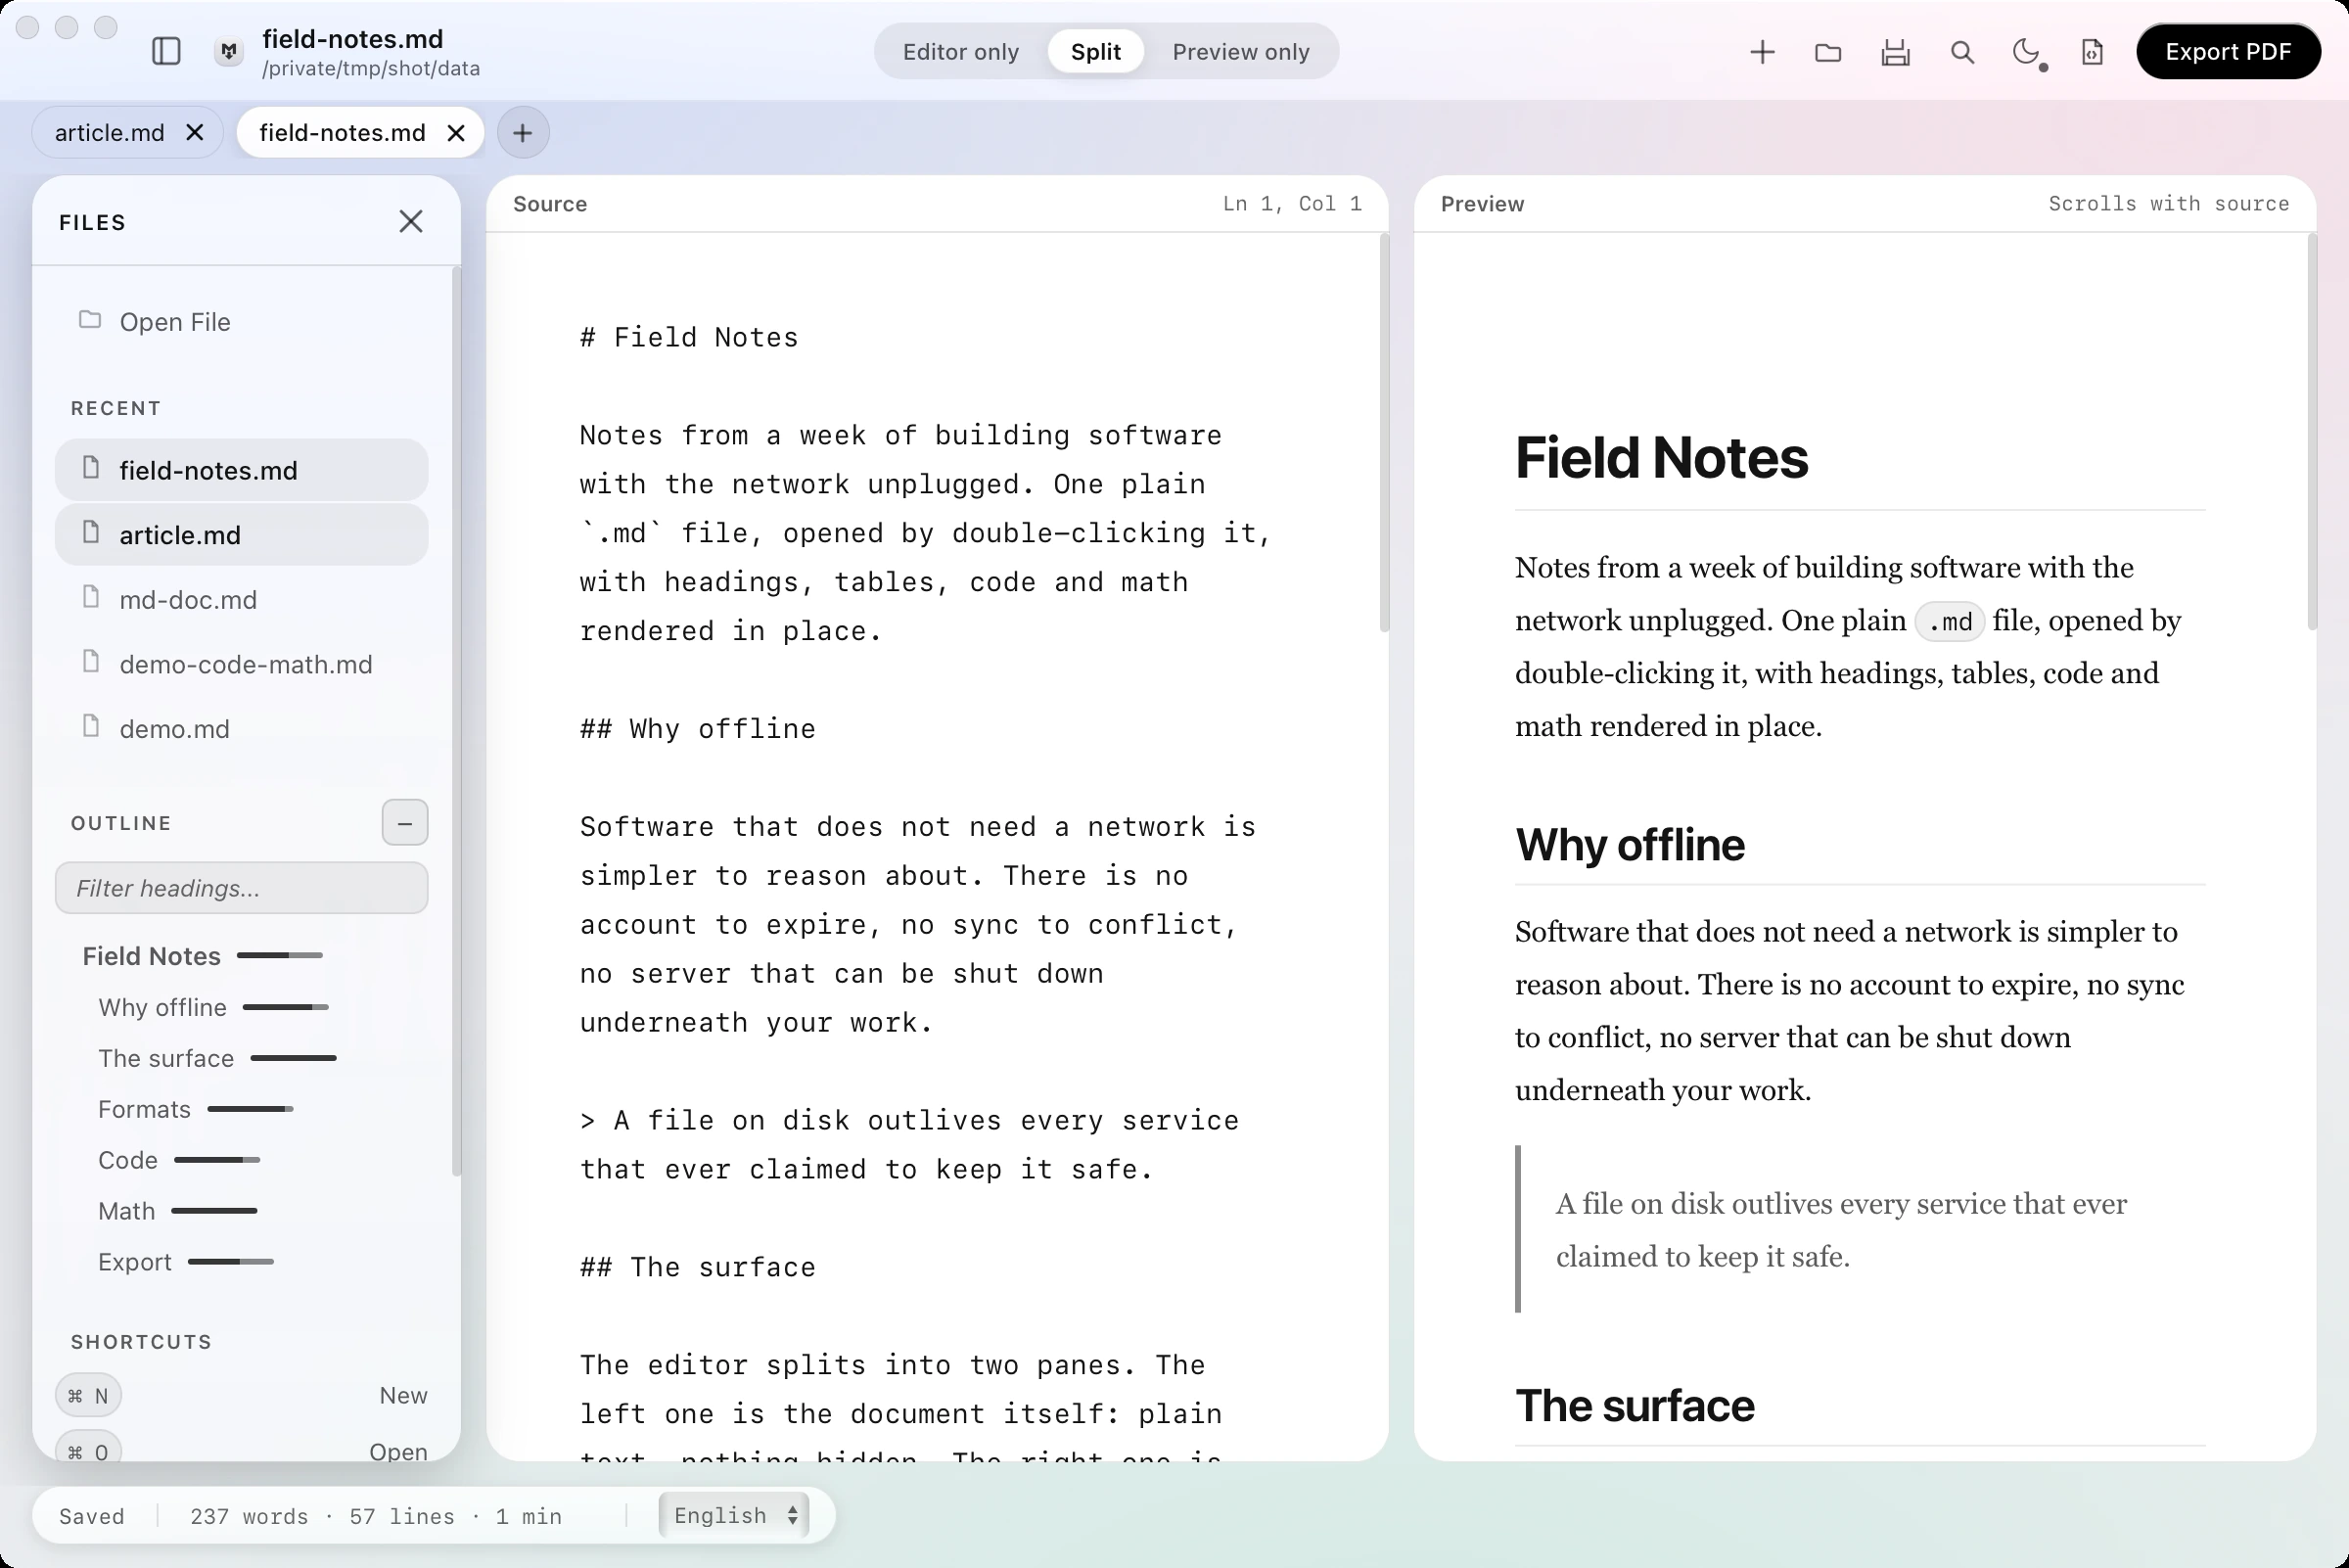 field-notes.md
/private/tmp/shot/data
Editor only
Split
Preview only
Export PDF
article.md
field-notes.md
FILES
Open File
RECENT
field-notes.md
article.md
md-doc.md
demo-code-math.md
demo.md
OUTLINE
Filter headings...
Field Notes
Why offline
The surface
Formats
Code
Math
Export
SHORTCUTS
⌘ N New
⌘ O Open
Source
Ln 1, Col 1
# Field Notes
Notes from a week of building software
with the network unplugged. One plain
`.md` file, opened by double-clicking it,
with headings, tables, code and math
rendered in place.
## Why offline
Software that does not need a network is
simpler to reason about. There is no
account to expire, no sync to conflict,
no server that can be shut down
underneath your work.
> A file on disk outlives every service
that ever claimed to keep it safe.
## The surface
The editor splits into two panes. The
left one is the document itself: plain
text, nothing hidden. The right one is
Preview
Scrolls with source
Field Notes
Notes from a week of building software with the
network unplugged. One plain .md file, opened by
double-clicking it, with headings, tables, code and
math rendered in place.
Why offline
Software that does not need a network is simpler to
reason about. There is no account to expire, no sync
to conflict, no server that can be shut down
underneath your work.
A file on disk outlives every service that ever
claimed to keep it safe.
The surface
Saved
237 words · 57 lines · 1 min
English